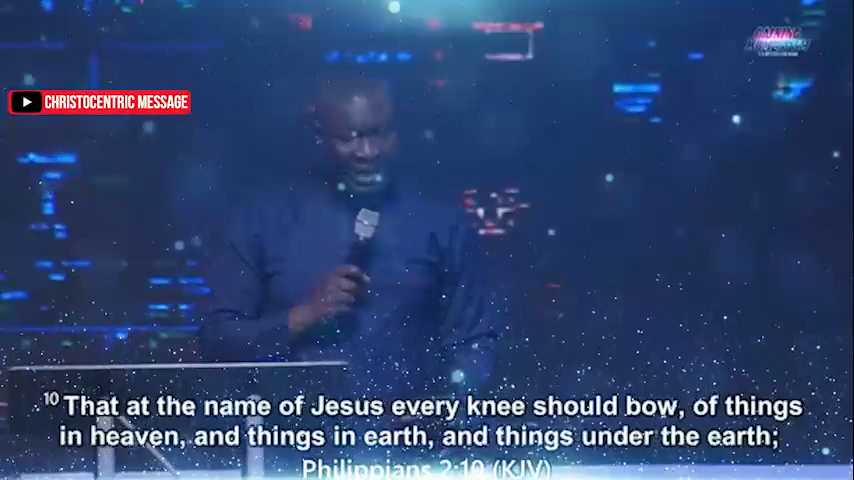 CHRISTOCENTRIC MESSAGE
10 That at the name of Jesus every knee should bow, of things
in heaven, and things in earth, and things under the earth;
Philippians 2:10 (KJV)